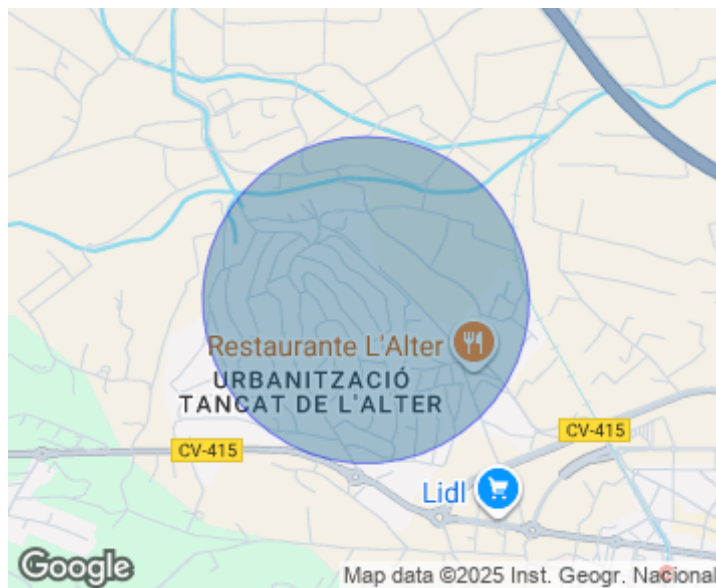 Restaurante L'Alter
URBANITZACIÓ
TANCAT DE L'ALTER
CV-415
CV-415
Lidl
Google
Map data ©2025 Inst. Geogr. Nacional